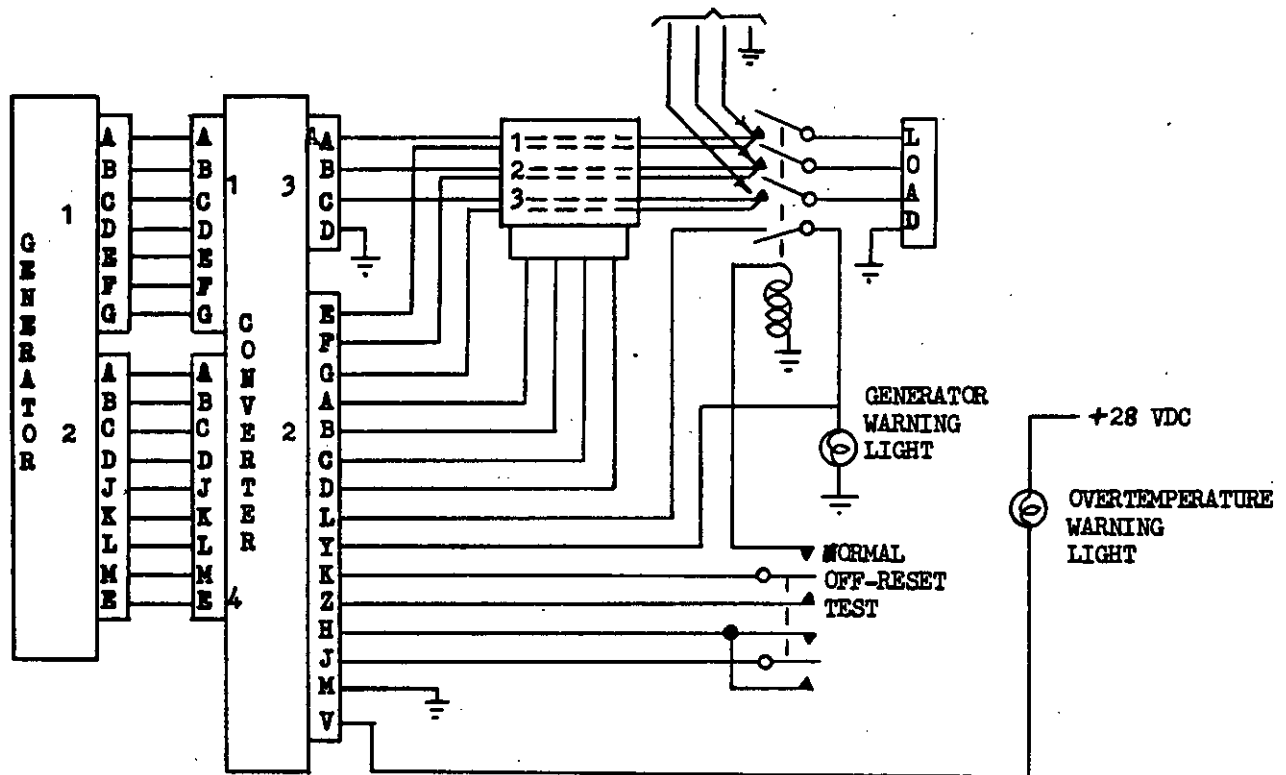 GENERATOR
1
2
A
B
C
D
E
F
G
A
B
C
D
J
K
L
M
E
A
B
C
D
E
F
G
A
B
C
D
J
K
L
M
E
CONVERTER
1
3
2
4
A
A
B
C
D
E
F
G
A
B
C
D
L
Y
K
Z
H
J
M
V
1
2
3
LOAD
GENERATOR
WARNING
LIGHT
NORMAL
OFF-RESET
TEST
+28 VDC
OVERTEMPERATURE
WARNING
LIGHT